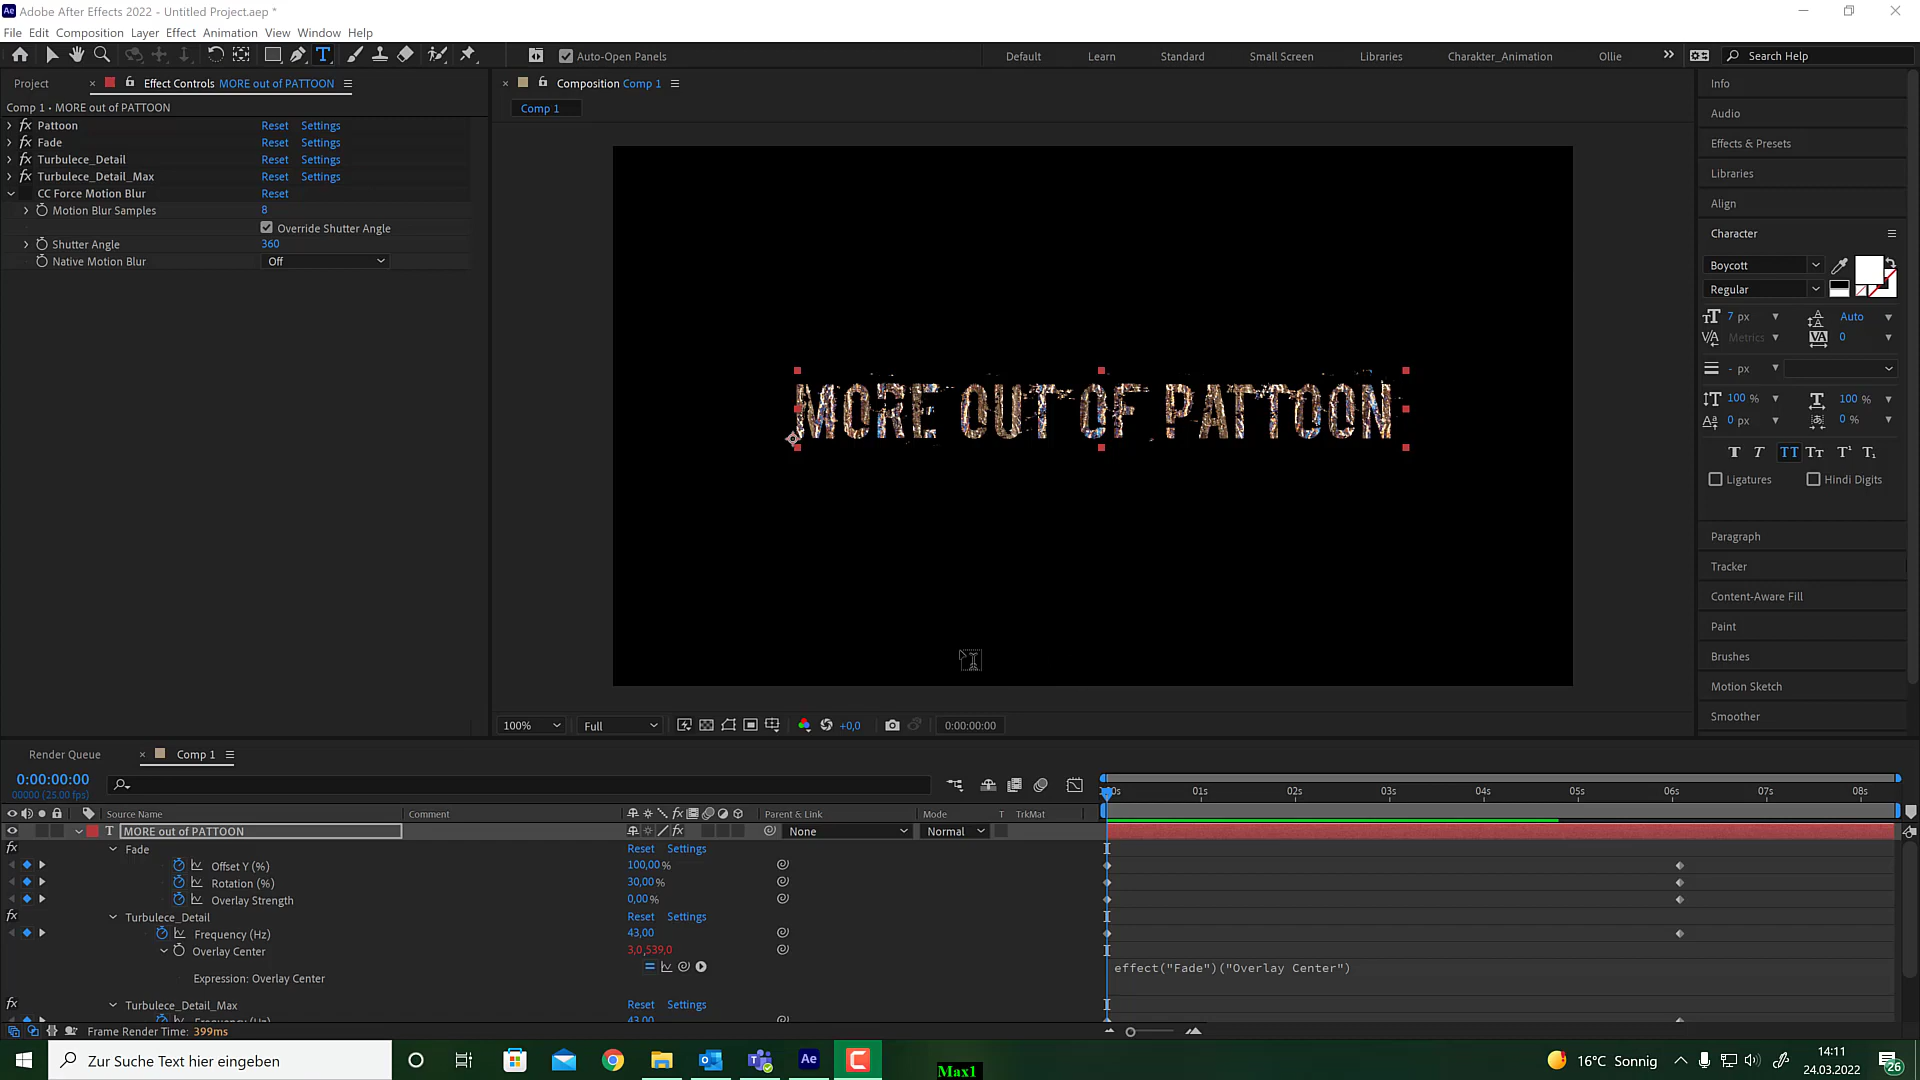 Adobe After Effects 2022 - Untitled Project.aep *
File Edit Composition Layer Effect Animation View Window Help
Auto-Open Panels Default Learn Standard Small Screen Libraries Charakter_Animation Ollie Search Help
Project Effect Controls MORE out of PATTOON
Comp 1 • MORE out of PATTOON
Pattoon Reset Settings
Fade Reset Settings
Turbulece_Detail Reset Settings
Turbulece_Detail_Max Reset Settings
CC Force Motion Blur Reset
Motion Blur Samples 8
Override Shutter Angle
Shutter Angle 360
Native Motion Blur Off
Composition Comp 1
Comp 1
MORE OUT OF PATTOON
100% Full +0,0 0:00:00:00
Info
Audio
Effects & Presets
Libraries
Align
Character
Boycott
Regular
7 px Auto
Metrics 0
- px
100 % 100 %
0 px 0 %
Ligatures Hindi Digits
Paragraph
Tracker
Content-Aware Fill
Paint
Brushes
Motion Sketch
Smoother
Render Queue Comp 1
0:00:00:00
00000 (25.00 fps)
01s 02s 03s 04s 05s 06s 07s 08s
Source Name Comment Parent & Link Mode T TrkMat
MORE out of PATTOON None Normal
Fade Reset Settings
Offset Y (%) 100,00 %
Rotation (%) 30,00 %
Overlay Strength 0,00 %
Turbulece_Detail Reset Settings
Frequency (Hz) 43,00
Overlay Center 3,0,539,0
Expression: Overlay Center effect("Fade")("Overlay Center")
Turbulece_Detail_Max Reset Settings
Frame Render Time: 399ms
Zur Suche Text hier eingeben
Max1
16°C Sonnig
14:11
24.03.2022
26